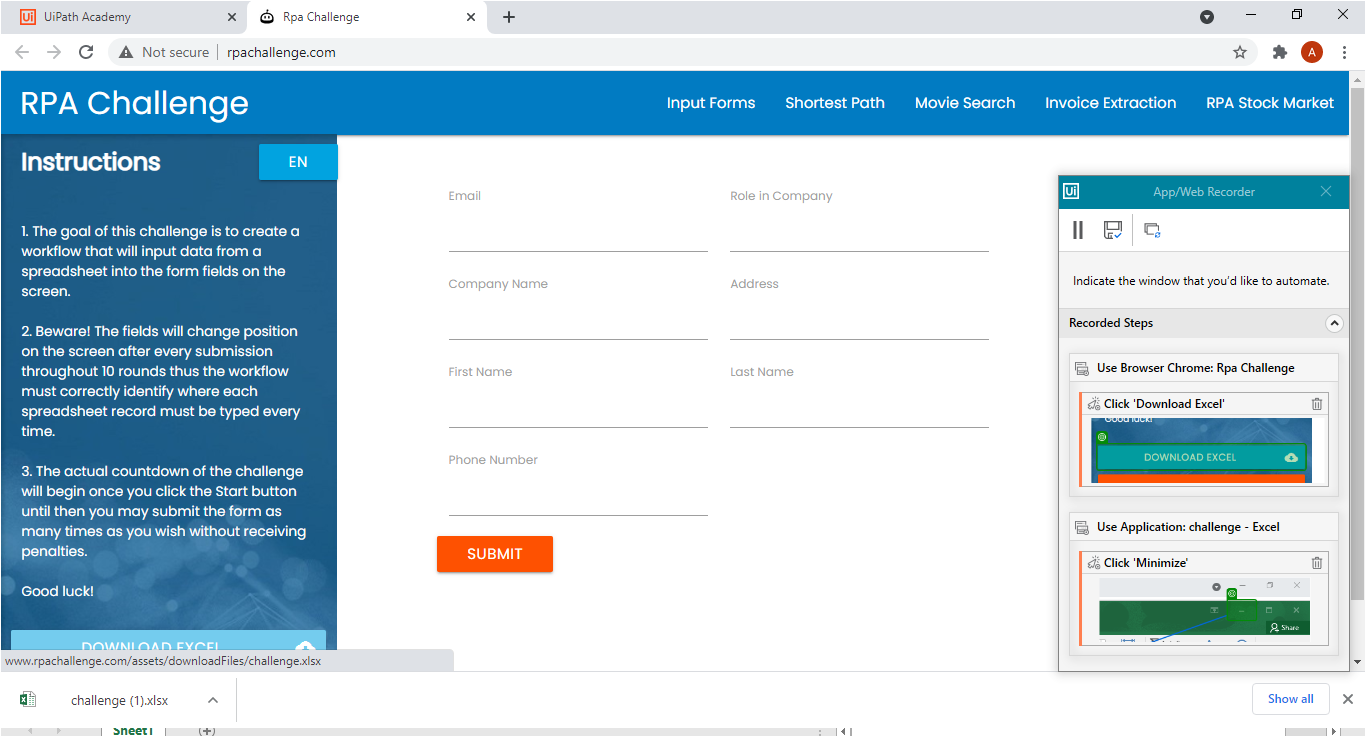 UiPath Academy
Rpa Challenge
Not secure
rpachallenge.com
A
RPA Challenge
Input Forms
Shortest Path
Movie Search
Invoice Extraction
RPA Stock Market
Instructions
EN
1. The goal of this challenge is to create a
workflow that will input data from a
spreadsheet into the form fields on the
screen.
2. Beware! The fields will change position
on the screen after every submission
throughout 10 rounds thus the workflow
must correctly identify where each
spreadsheet record must be typed every
time.
3. The actual countdown of the challenge
will begin once you click the Start button
until then you may submit the form as
many times as you wish without receiving
penalties.
Good luck!
DOWNLOAD EXCEL
www.rpachallenge.com/assets/downloadFiles/challenge.xlsx
Email
Role in Company
Company Name
Address
First Name
Last Name
Phone Number
SUBMIT
Ui
App/Web Recorder
Indicate the window that you'd like to automate.
Recorded Steps
Use Browser Chrome: Rpa Challenge
Click 'Download Excel'
Good luck!
DOWNLOAD EXCEL
Use Application: challenge - Excel
Click 'Minimize'
Share
challenge (1).xlsx
Show all
Sheet1